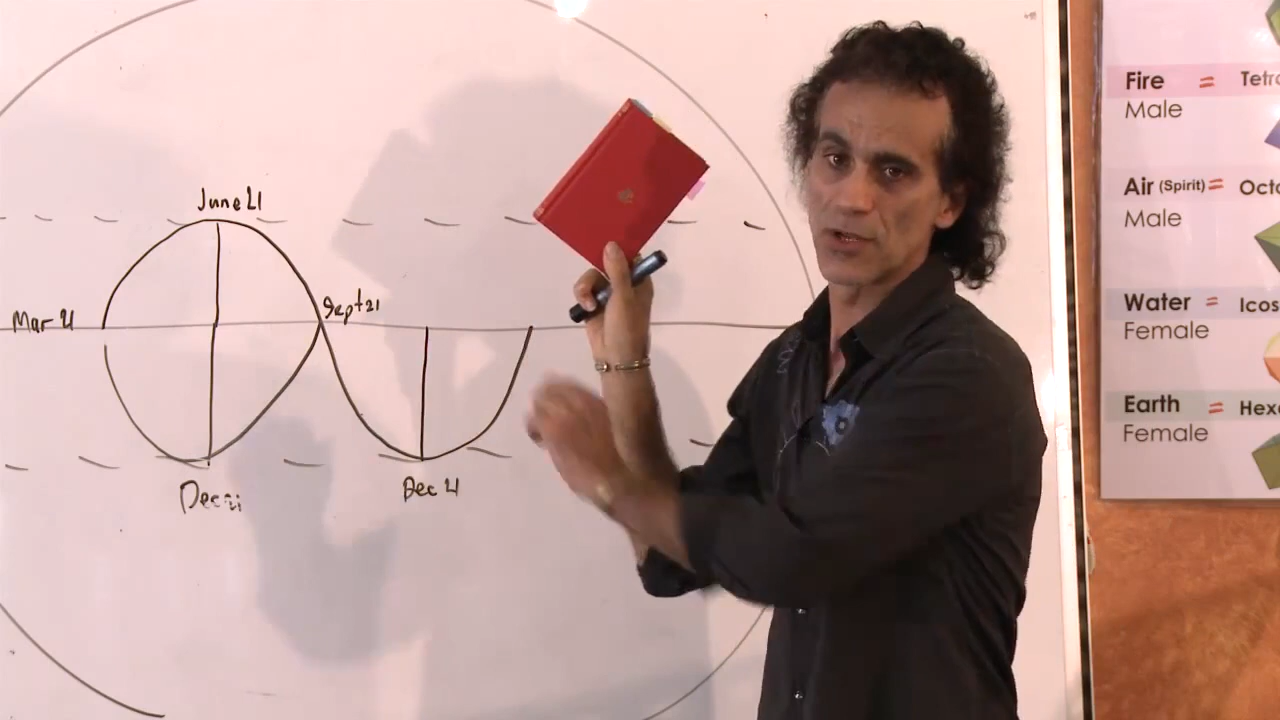 June 21
Mar 21
Sept 21
Dec 21
Dec 21
Fire = Tetr
Male
Air (Spirit) = Octa
Male
Water = Icos
Female
Earth = Hexa
Female